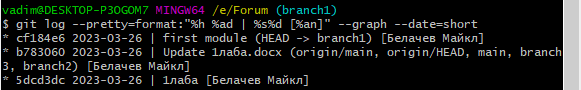 vadim@DESKTOP-P3OGOM7 MINGW64 /e/Forum (branch1)
$ git log --pretty=format:"%h %ad | %s%d [%an]" --graph --date=short
* cf184e6 2023-03-26 | first module (HEAD -> branch1) [Белачев Майкл]
* b783060 2023-03-26 | Update 1лаба.docx (origin/main, origin/HEAD, main, branch
3, branch2) [Белачев Майкл]
* 5dcd3dc 2023-03-26 | 1лаба [Белачев Майкл]